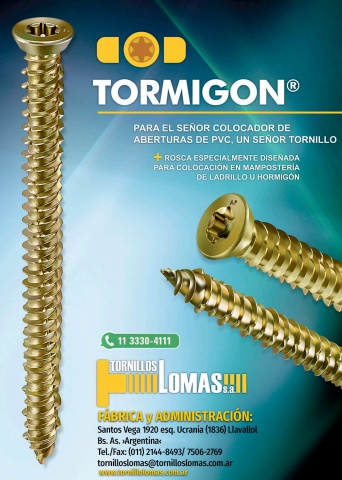 TORMIGON®
PARA EL SEÑOR COLOCADOR DE
ABERTURAS DE PVC, UN SEÑOR TORNILLO
+ ROSCA ESPECIALMENTE DISEÑADA
PARA COLOCACIÓN EN MAMPOSTERÍA
DE LADRILLO U HORMIGÓN
11 3330-4111
TORNILLOS
LOMAS s.a.
FÁBRICA y ADMINISTRACIÓN:
Santos Vega 1920 esq. Ucrania (1836) Llavallol
Bs. As. ›Argentina‹
Tel./Fax: (011) 2144-8493/ 7506-2769
tornilloslomas@tornilloslomas.com.ar
www.tornilloslomas.com.ar